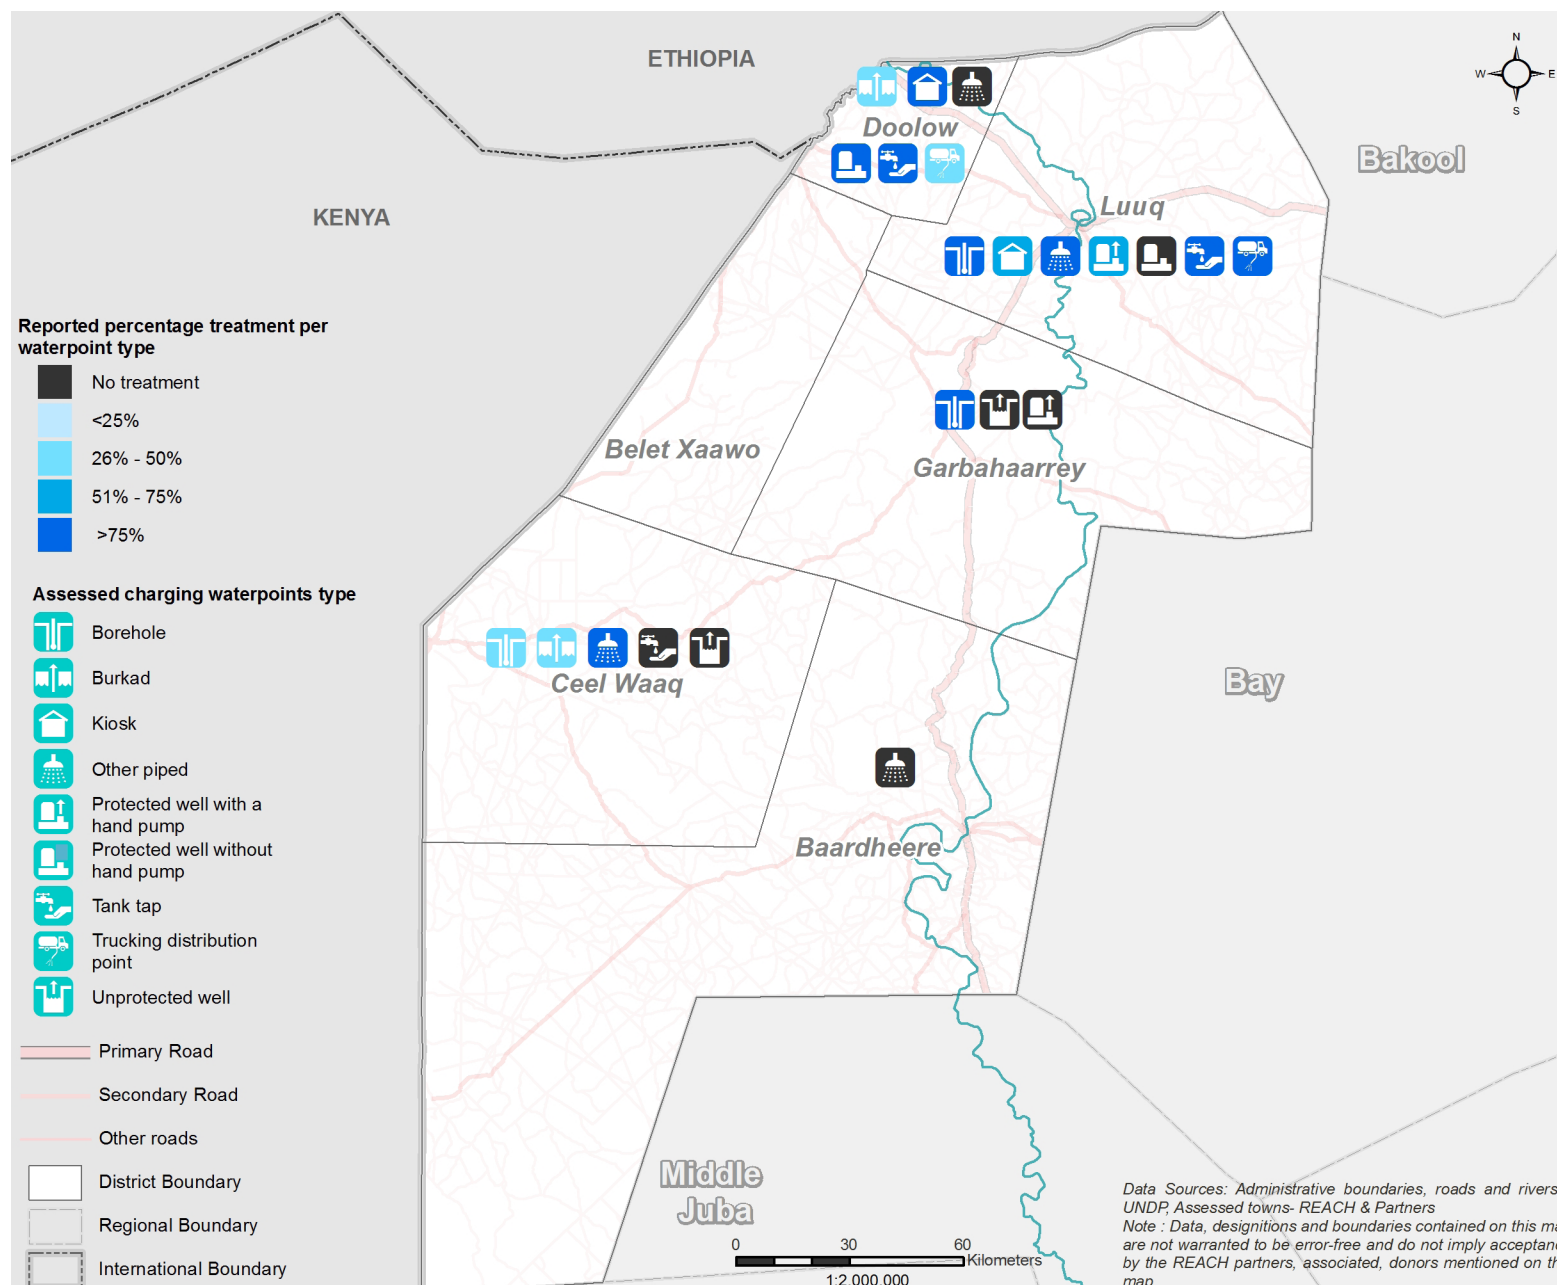 ETHIOPIA
N
W
E
S
Doolow
Bakool
KENYA
Luuq
Reported percentage treatment per
waterpoint type
No treatment
<25%
26% - 50%
51% - 75%
>75%
Belet Xaawo
Garbahaarrey
Assessed charging waterpoints type
Borehole
Burkad
Kiosk
Other piped
Protected well with a
hand pump
Protected well without
hand pump
Tank tap
Trucking distribution
point
Unprotected well
Ceel Waaq
Bay
Baardheere
Primary Road
Secondary Road
Other roads
District Boundary
Regional Boundary
International Boundary
Middle
Juba
0 30 60
Kilometers
1:2,000,000
Data Sources: Administrative boundaries, roads and rivers
UNDP, Assessed towns- REACH & Partners
Note : Data, designitions and boundaries contained on this ma
are not warranted to be error-free and do not imply acceptan
by the REACH partners, associated, donors mentioned on th
map